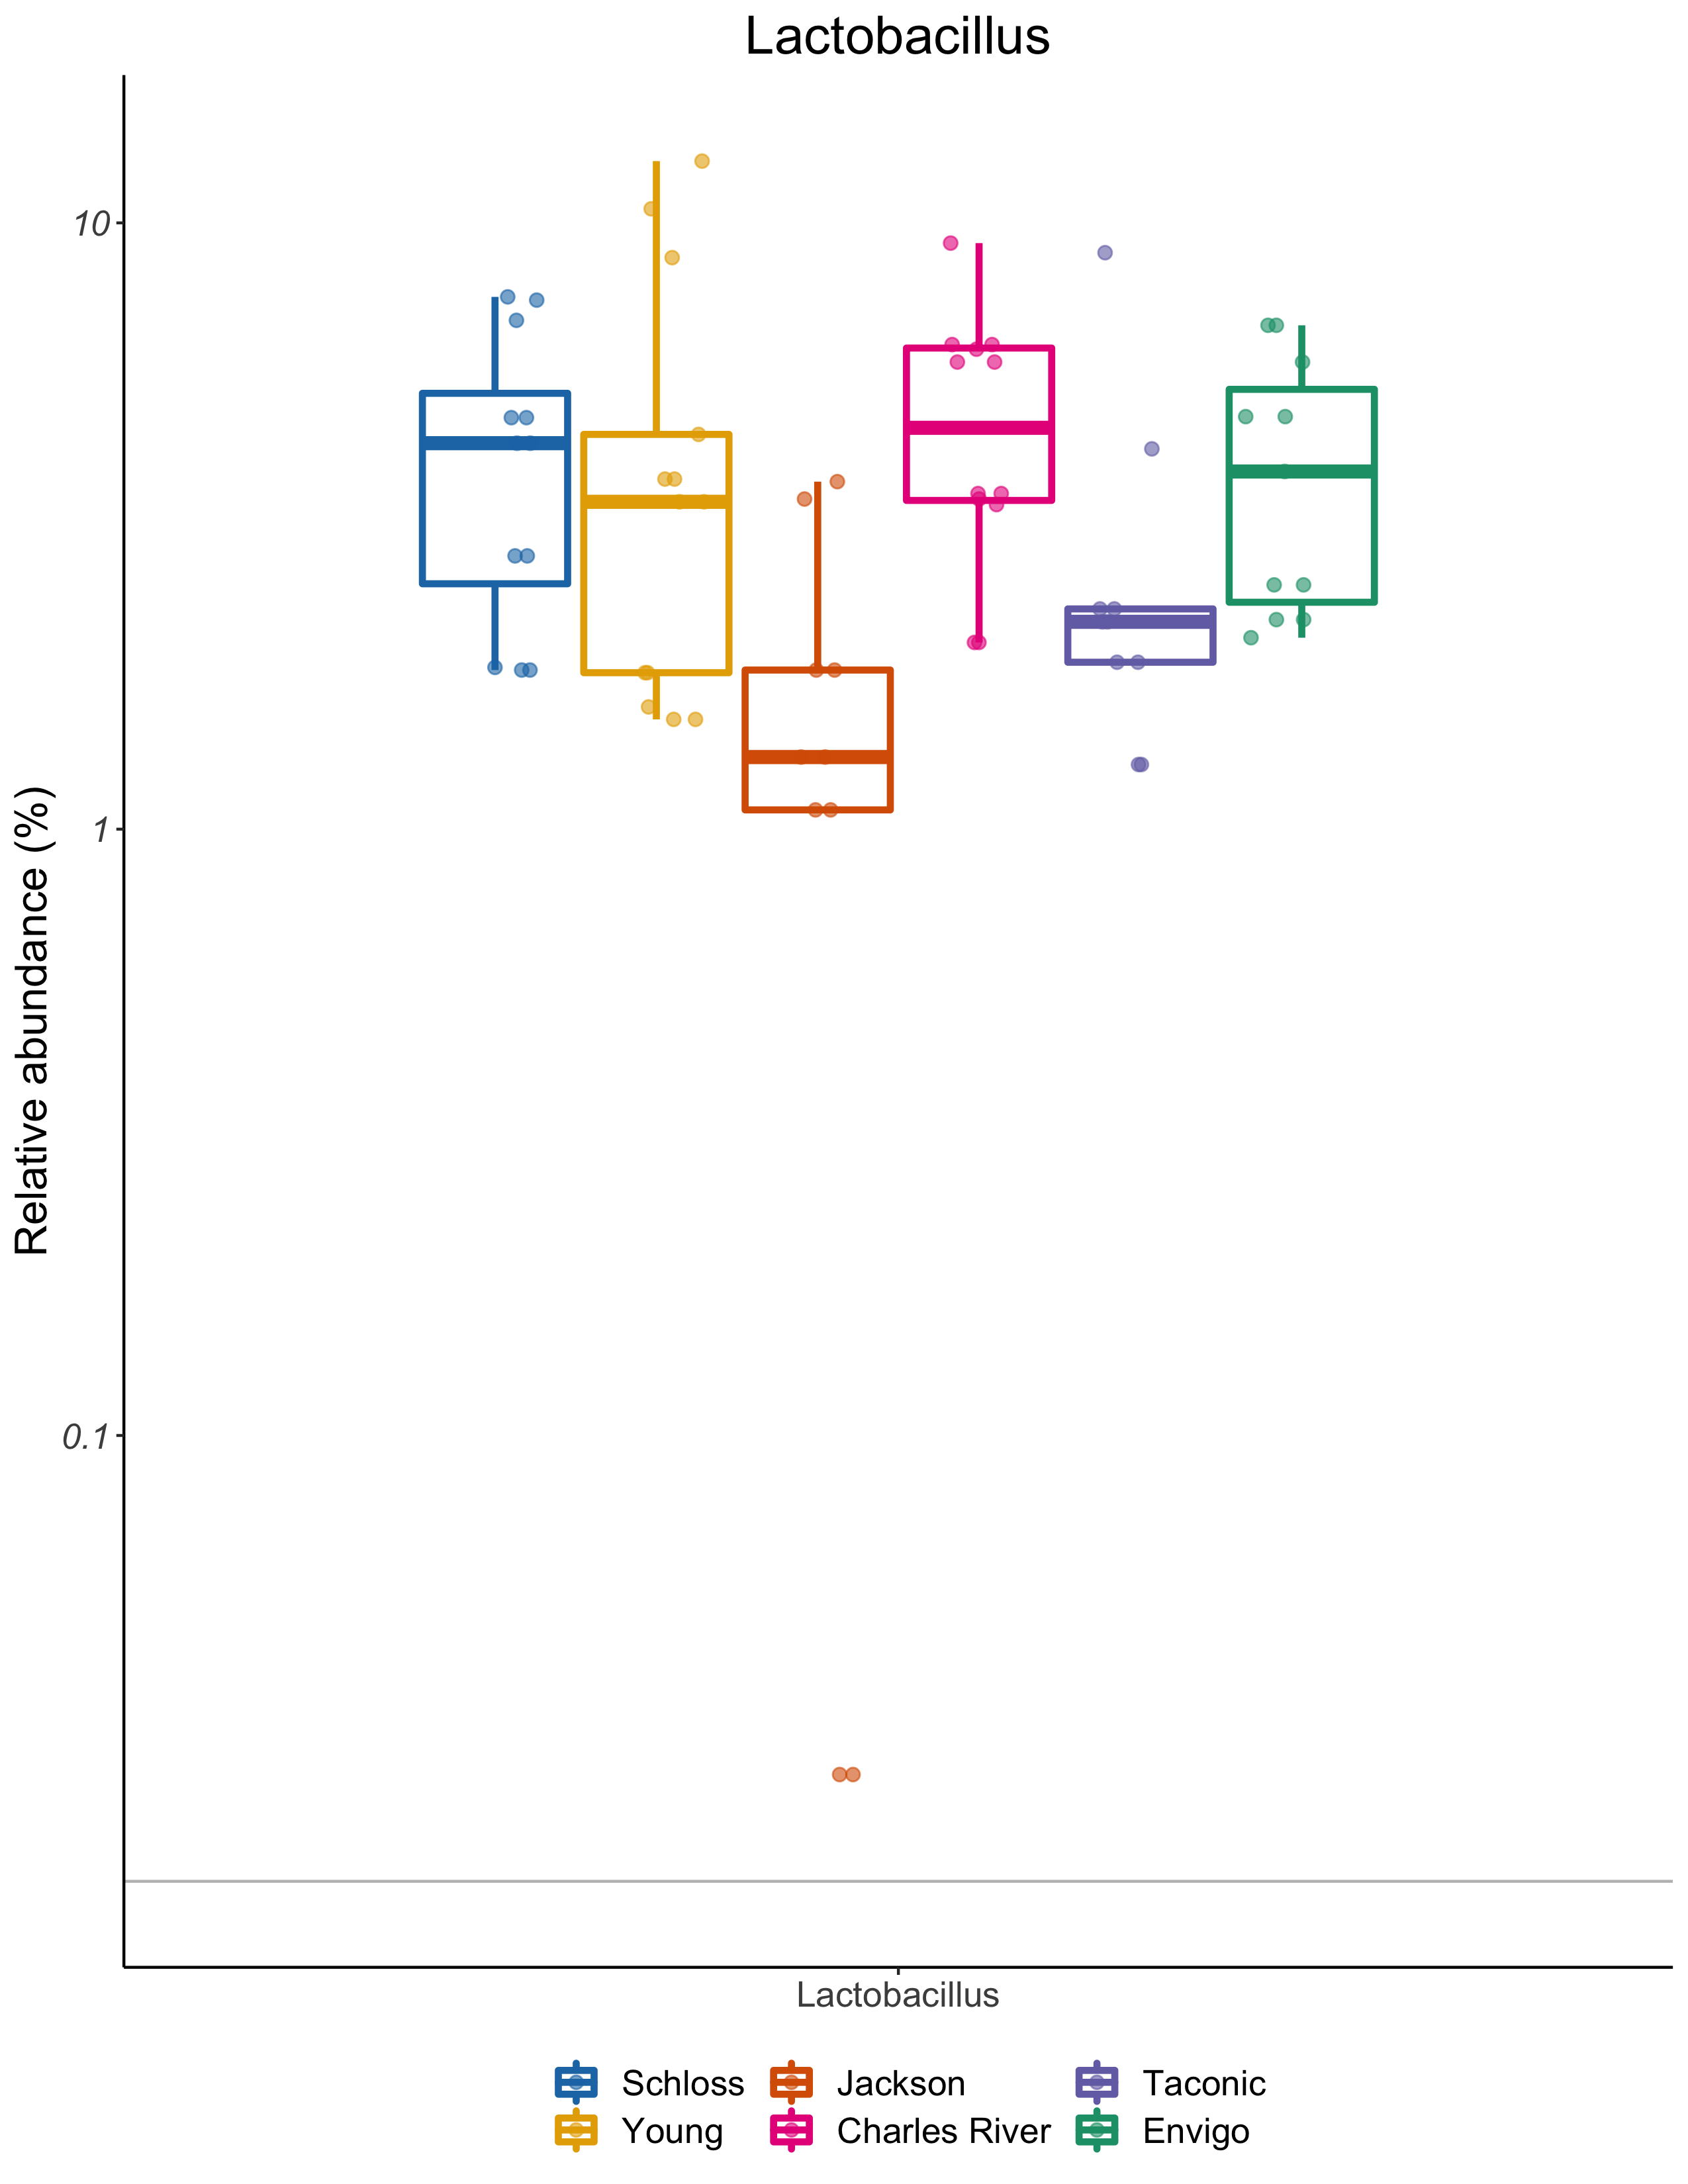 Lactobacillus
10
1
0.1
Relative abundance (%)
Lactobacillus
Schloss Jackson Taconic
Young Charles River Envigo